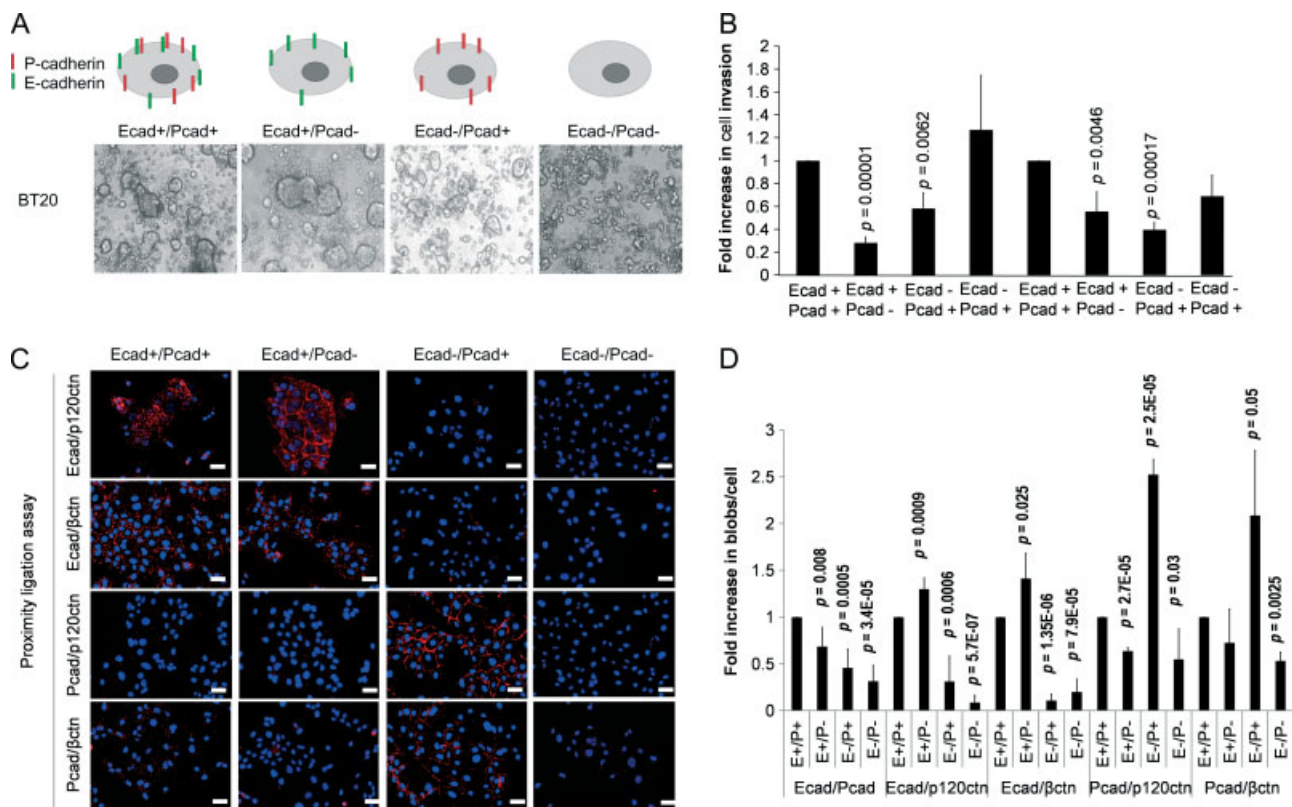 A
P-cadherin
E-cadherin
Ecad+/Pcad+
Ecad+/Pcad-
Ecad-/Pcad+
Ecad-/Pcad-
BT20
B
Fold increase in cell invasion
2
1.8
1.6
1.4
1.2
1
0.8
0.6
0.4
0.2
0
p = 0.00001
p = 0.0062
p = 0.0046
p = 0.00017
Ecad + Ecad + Ecad - Ecad - Ecad + Ecad + Ecad - Ecad -
Pcad + Pcad - Pcad + Pcad + Pcad + Pcad - Pcad + Pcad +
C
Ecad+/Pcad+
Ecad+/Pcad-
Ecad-/Pcad+
Ecad-/Pcad-
Proximity ligation assay
Ecad/p120ctn
Ecad/βctn
Pcad/p120ctn
Pcad/βctn
D
Fold increase in blobs/cell
3
2.5
2
1.5
1
0.5
0
p = 0.008
p = 0.0005
p = 3.4E-05
p = 0.0009
p = 0.0006
p = 5.7E-07
p = 0.025
p = 1.35E-06
p = 7.9E-05
p = 2.7E-05
p = 2.5E-05
p = 0.03
p = 0.05
p = 0.0025
E+/P+ E+/P- E-/P+ E-/P- E+/P+ E+/P- E-/P+ E-/P- E+/P+ E+/P- E-/P+ E-/P- E+/P+ E+/P- E-/P+ E-/P- E+/P+ E+/P- E-/P+ E-/P-
Ecad/Pcad Ecad/p120ctn Ecad/βctn Pcad/p120ctn Pcad/βctn